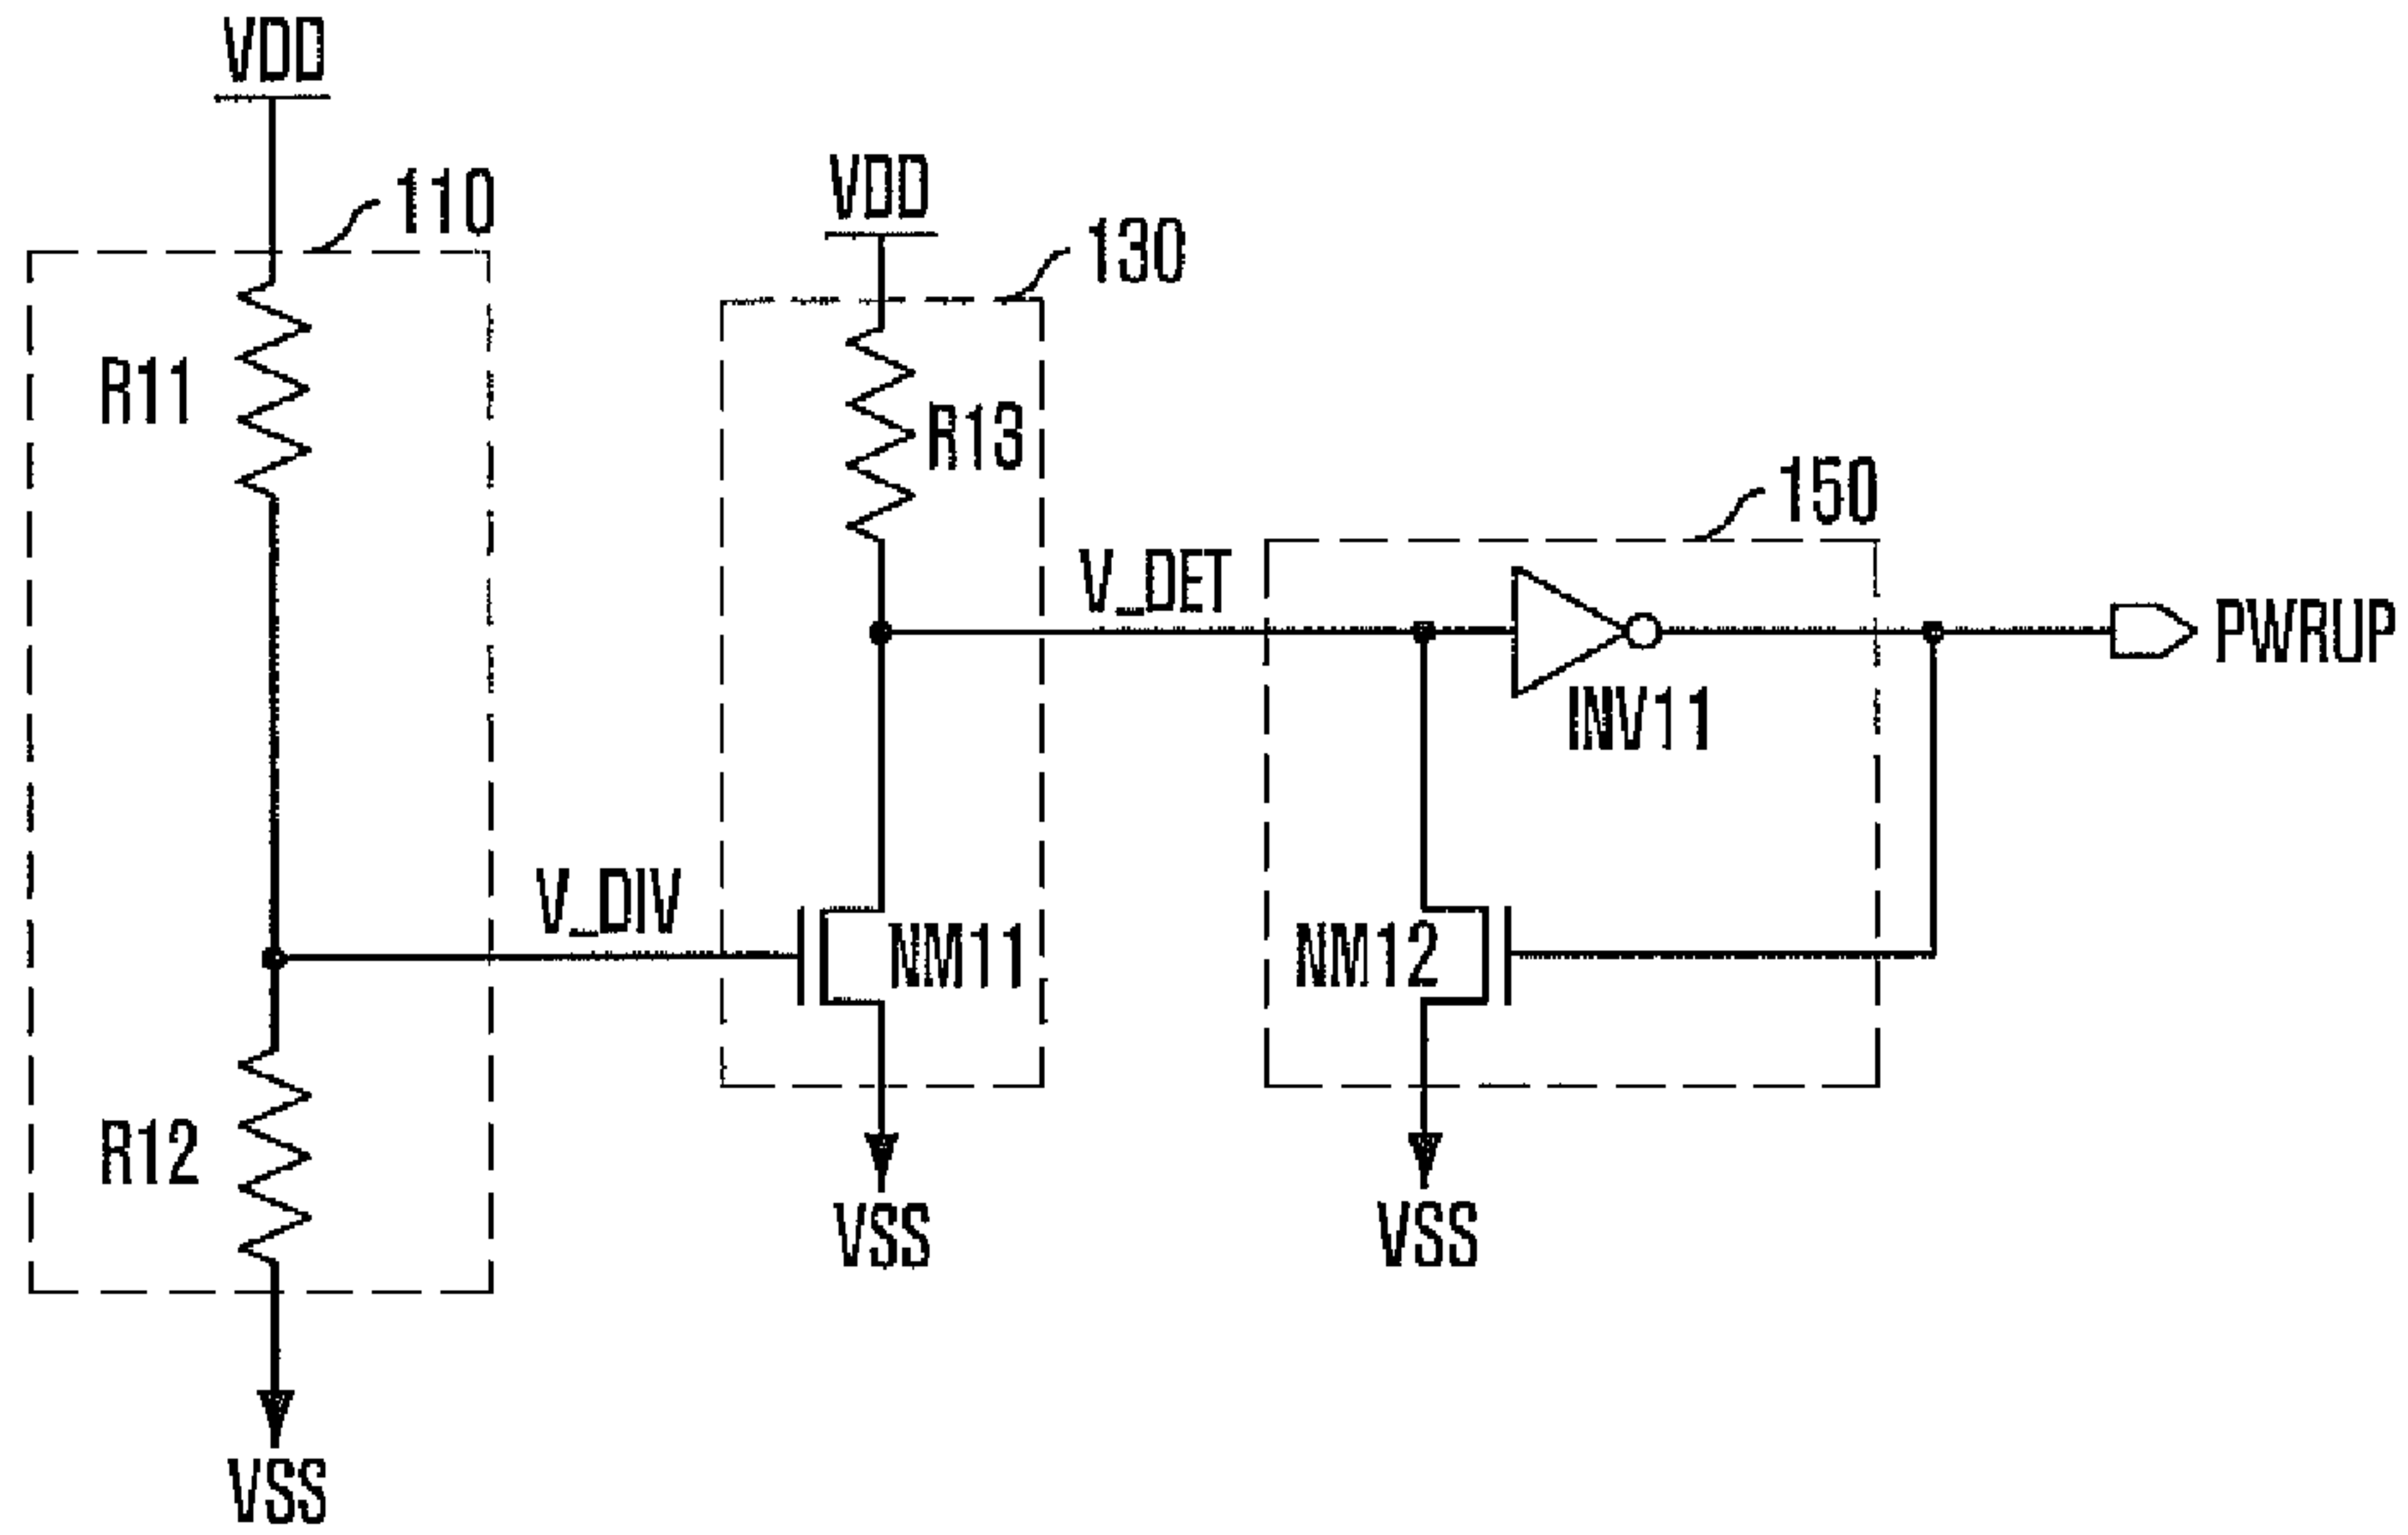 VDD
110
VDD
130
R11
R13
150
V_DET
PWRUP
INV11
V_DIV
NM11
NM12
R12
VSS
VSS
VSS